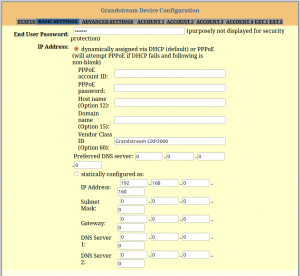 Grandstream Device Configuration
STATUS BASIC SETTINGS ADVANCED SETTINGS ACCOUNT 1 ACCOUNT 2 ACCOUNT 3 ACCOUNT 4 EXT 1 EXT 2
End User Password: ••••••• (purposely not displayed for security
protection)
IP Address:
dynamically assigned via DHCP (default) or PPPoE
(will attempt PPPoE if DHCP fails and following is
non-blank)
PPPoE
account ID:
PPPoE
password:
Host name
(Option 12):
Domain
name
(Option 15):
Vendor Class
ID
(Option 60): Grandstream GXP2000
Preferred DNS server: 0 . 0 . 0
. 0
statically configured as:
IP Address: 192 . 168 . 0 .
160
Subnet
Mask: 0 . 0 . 0 .
0
Gateway: 0 . 0 . 0 .
0
DNS Server
1: 0 . 0 . 0 .
0
DNS Server
2: 0 . 0 . 0 .
0